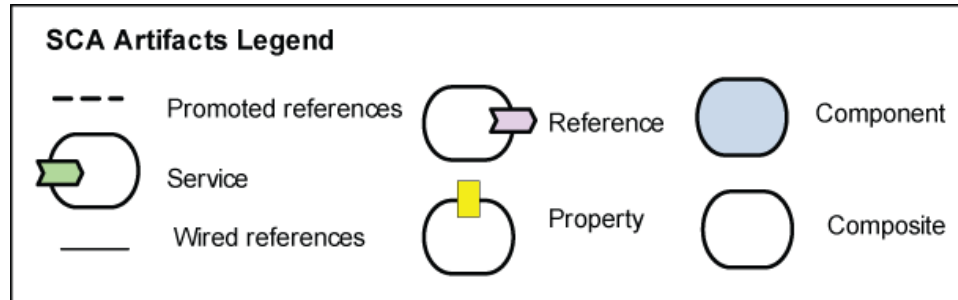 SCA Artifacts Legend
Promoted references
Reference
Component
Service
Property
Composite
Wired references